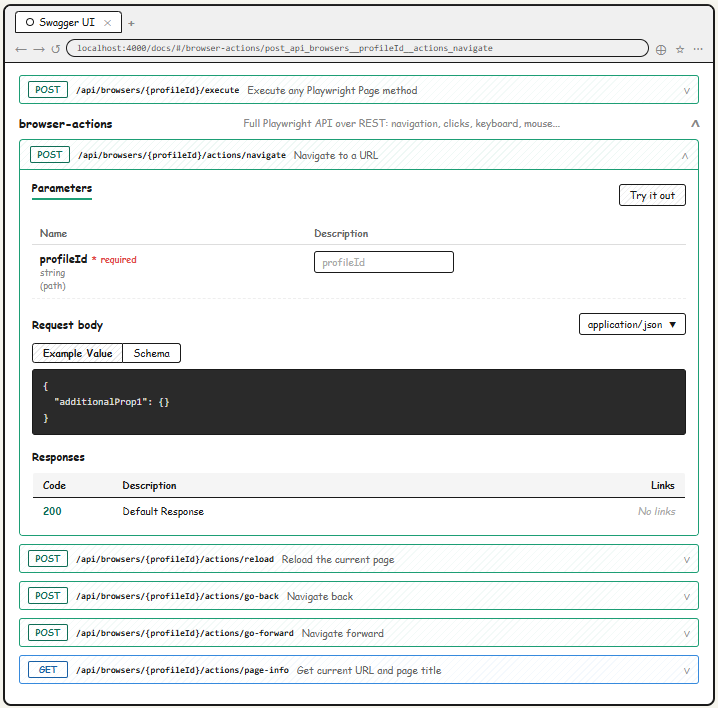 Swagger UI × +
localhost:4000/docs/#/browser-actions/post_api_browsers__profileId__actions_navigate
POST /api/browsers/{profileId}/execute Execute any Playwright Page method
browser-actions Full Playwright API over REST: navigation, clicks, keyboard, mouse...
POST /api/browsers/{profileId}/actions/navigate Navigate to a URL
Parameters Try it out
Name Description
profileId * required profileId
string
(path)
Request body application/json ▼
Example Value Schema
{
"additionalProp1": {}
}
Responses
Code Description Links
200 Default Response No links
POST /api/browsers/{profileId}/actions/reload Reload the current page
POST /api/browsers/{profileId}/actions/go-back Navigate back
POST /api/browsers/{profileId}/actions/go-forward Navigate forward
GET /api/browsers/{profileId}/actions/page-info Get current URL and page title